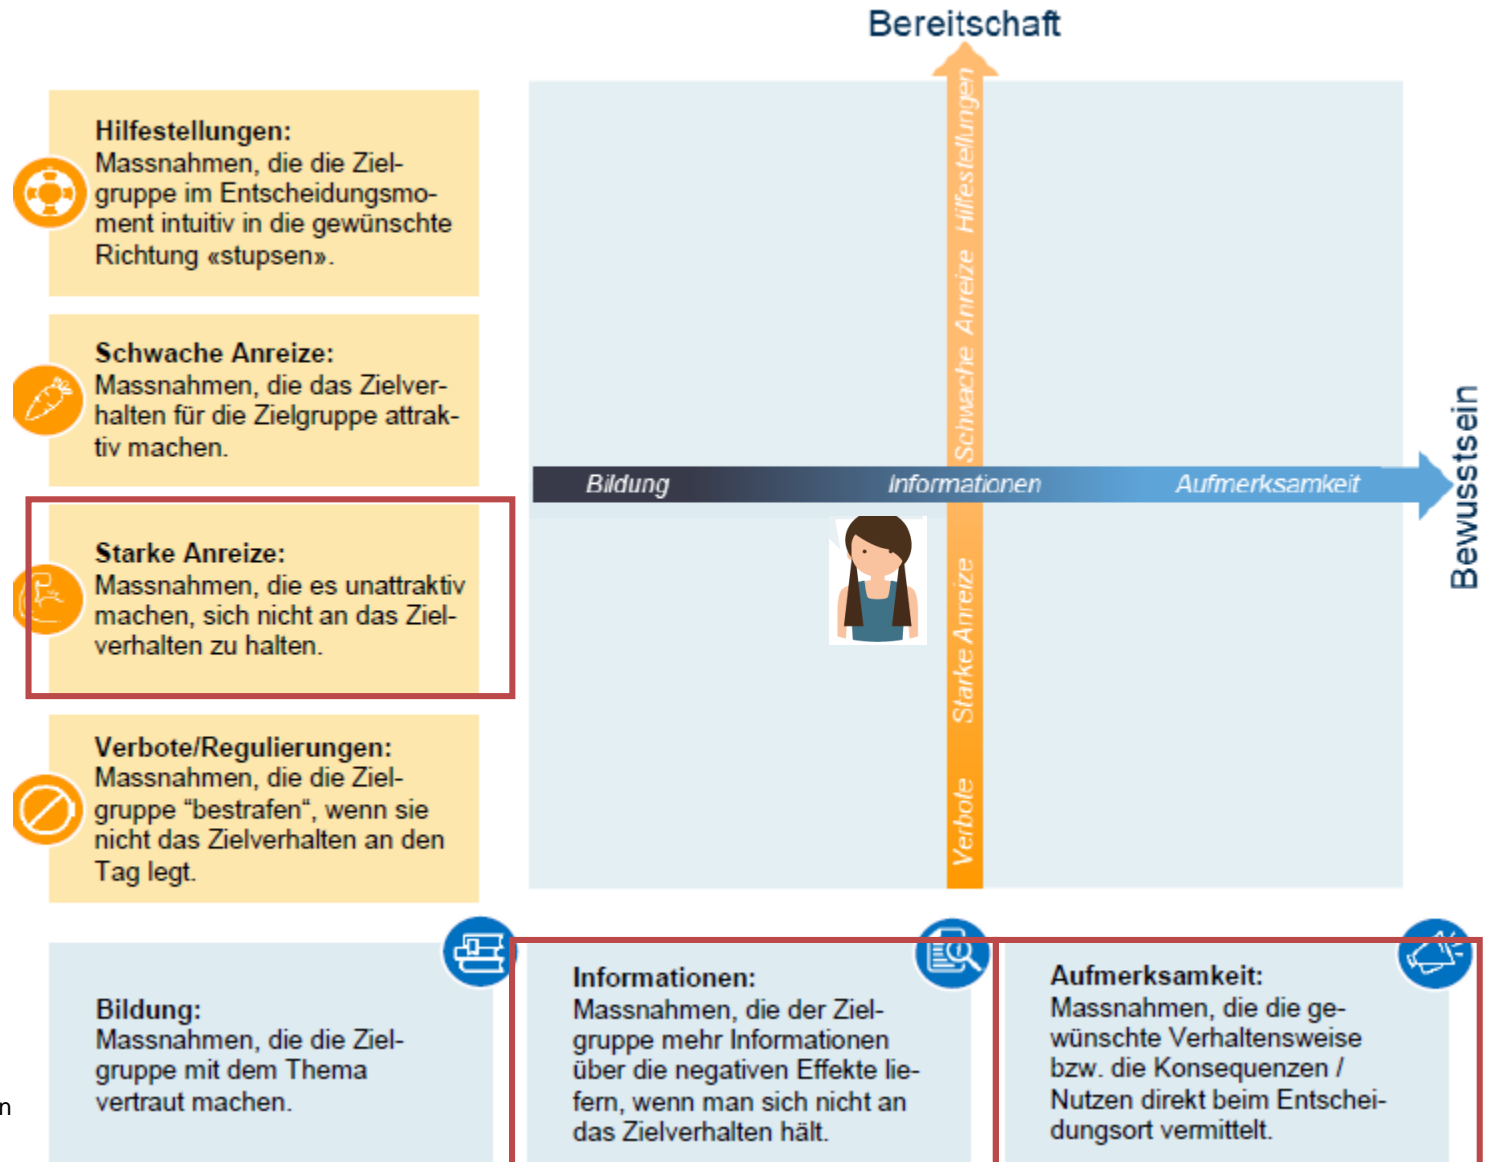 Bereitschaft
Hilfestellungen:
Massnahmen, die die Ziel-
gruppe im Entscheidungsmo-
ment intuitiv in die gewünschte
Richtung «stupsen».
Schwache Anreize:
Massnahmen, die das Zielver-
halten für die Zielgruppe attrak-
tiv machen.
Starke Anreize:
Massnahmen, die es unattraktiv
machen, sich nicht an das Ziel-
verhalten zu halten.
Verbote/Regulierungen:
Massnahmen, die die Ziel-
gruppe “bestrafen“, wenn sie
nicht das Zielverhalten an den
Tag legt.
Hilfestellungen
Schwache Anreize
Starke Anreize
Verbote
Bildung
Informationen
Aufmerksamkeit
Bewusstsein
Bildung:
Massnahmen, die die Ziel-
gruppe mit dem Thema
vertraut machen.
Informationen:
Massnahmen, die der Ziel-
gruppe mehr Informationen
über die negativen Effekte lie-
fern, wenn man sich nicht an
das Zielverhalten hält.
Aufmerksamkeit:
Massnahmen, die die ge-
wünschte Verhaltensweise
bzw. die Konsequenzen /
Nutzen direkt beim Entschei-
dungsort vermittelt.
n